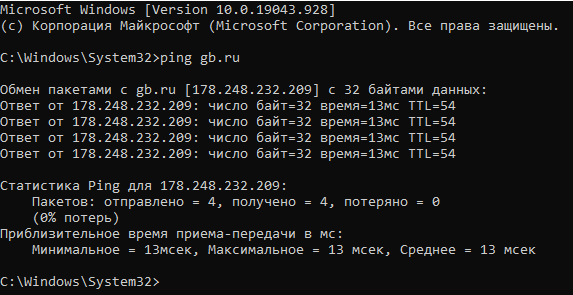 Microsoft Windows [Version 10.0.19043.928]
(c) Корпорация Майкрософт (Microsoft Corporation). Все права защищены.
C:\Windows\System32>ping gb.ru
Обмен пакетами с gb.ru [178.248.232.209] с 32 байтами данных:
Ответ от 178.248.232.209: число байт=32 время=13мс TTL=54
Ответ от 178.248.232.209: число байт=32 время=13мс TTL=54
Ответ от 178.248.232.209: число байт=32 время=13мс TTL=54
Ответ от 178.248.232.209: число байт=32 время=13мс TTL=54
Статистика Ping для 178.248.232.209:
Пакетов: отправлено = 4, получено = 4, потеряно = 0
(0% потерь)
Приблизительное время приема-передачи в мс:
Минимальное = 13мсек, Максимальное = 13 мсек, Среднее = 13 мсек
C:\Windows\System32>